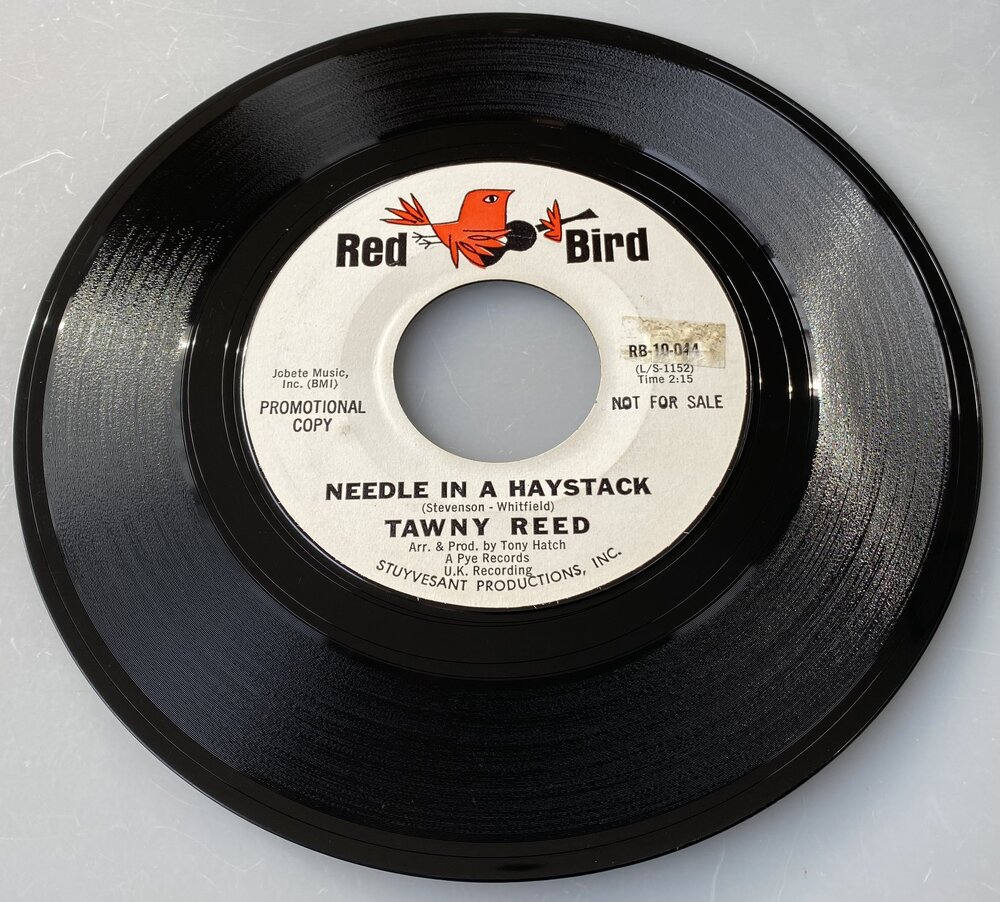 Red Bird
RB-10-044
(L/S-1152)
Time 2:15
Jobete Music,
Inc. (BMI)
PROMOTIONAL
COPY
NOT FOR SALE
NEEDLE IN A HAYSTACK
(Stevenson - Whitfield)
TAWNY REED
Arr. & Prod. by Tony Hatch
A Pye Records
U.K. Recording
STUYVESANT PRODUCTIONS, INC.